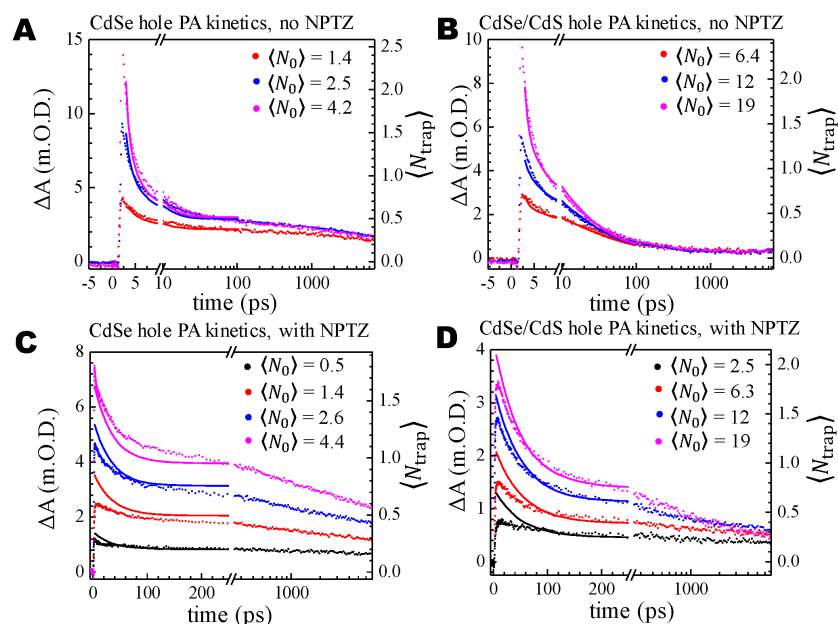 A
CdSe hole PA kinetics, no NPTZ
15
10
5
0
ΔA (m.O.D.)
⟨N₀⟩ = 1.4
⟨N₀⟩ = 2.5
⟨N₀⟩ = 4.2
2.5
2.0
1.5
1.0
0.5
0.0
⟨N_trap⟩
-5 0 5 10 100 1000
time (ps)
B
CdSe/CdS hole PA kinetics, no NPTZ
10
8
6
4
2
0
ΔA (m.O.D.)
⟨N₀⟩ = 6.4
⟨N₀⟩ = 12
⟨N₀⟩ = 19
2.0
1.5
1.0
0.5
0.0
⟨N_trap⟩
-5 0 5 10 100 1000
time (ps)
C
CdSe hole PA kinetics, with NPTZ
8
6
4
2
0
ΔA (m.O.D.)
⟨N₀⟩ = 0.5
⟨N₀⟩ = 1.4
⟨N₀⟩ = 2.6
⟨N₀⟩ = 4.4
1.5
1.0
0.5
0.0
⟨N_trap⟩
0 100 200 1000
time (ps)
D
CdSe/CdS hole PA kinetics, with NPTZ
4
3
2
1
0
ΔA (m.O.D.)
⟨N₀⟩ = 2.5
⟨N₀⟩ = 6.3
⟨N₀⟩ = 12
⟨N₀⟩ = 19
2.0
1.5
1.0
0.5
0.0
⟨N_trap⟩
0 100 200 1000
time (ps)